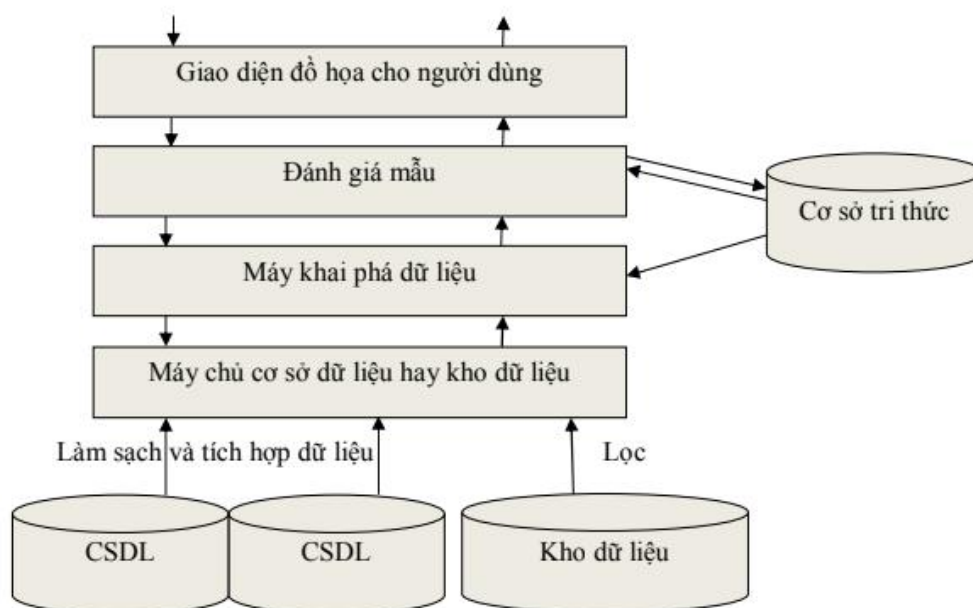 Giao diện đồ họa cho người dùng
Đánh giá mẫu
Cơ sở tri thức
Máy khai phá dữ liệu
Máy chủ cơ sở dữ liệu hay kho dữ liệu
Làm sạch và tích hợp dữ liệu
Lọc
CSDL
CSDL
Kho dữ liệu